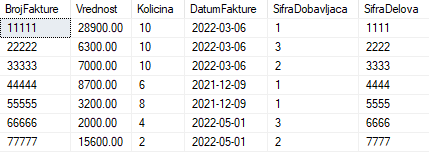 BrojFakture Vrednost Kolicina DatumFakture SifraDobavljaca SifraDelova
11111 28900.00 10 2022-03-06 1 1111
22222 6300.00 10 2022-03-06 3 2222
33333 7000.00 10 2022-03-06 2 3333
44444 8700.00 6 2021-12-09 1 4444
55555 3200.00 8 2021-12-09 1 5555
66666 2000.00 4 2022-05-01 3 6666
77777 15600.00 2 2022-05-01 2 7777